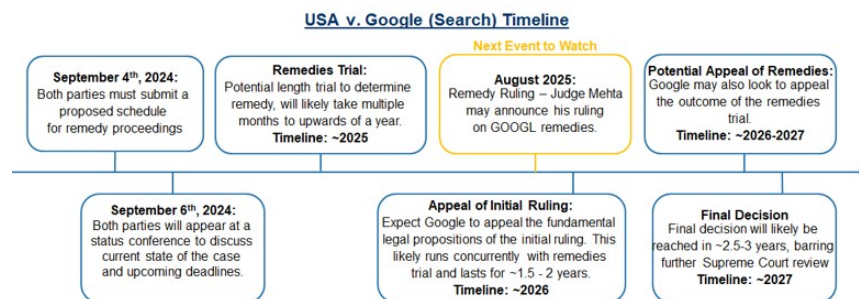 USA v. Google (Search) Timeline
Next Event to Watch
September 4th, 2024:
Both parties must submit a
proposed schedule
for remedy proceedings
Remedies Trial:
Potential length trial to determine
remedy, will likely take multiple
months to upwards of a year.
Timeline: ~2025
August 2025:
Remedy Ruling – Judge Mehta
may announce his ruling
on GOOGL remedies.
Potential Appeal of Remedies:
Google may also look to appeal
the outcome of the remedies
trial.
Timeline: ~2026-2027
September 6th, 2024:
Both parties will appear at a
status conference to discuss
current state of the case
and upcoming deadlines.
Appeal of Initial Ruling:
Expect Google to appeal the fundamental
legal propositions of the initial ruling. This
likely runs concurrently with remedies
trial and lasts for ~1.5 - 2 years.
Timeline: ~2026
Final Decision
Final decision will likely be
reached in ~2.5-3 years, barring
further Supreme Court review
Timeline: ~2027